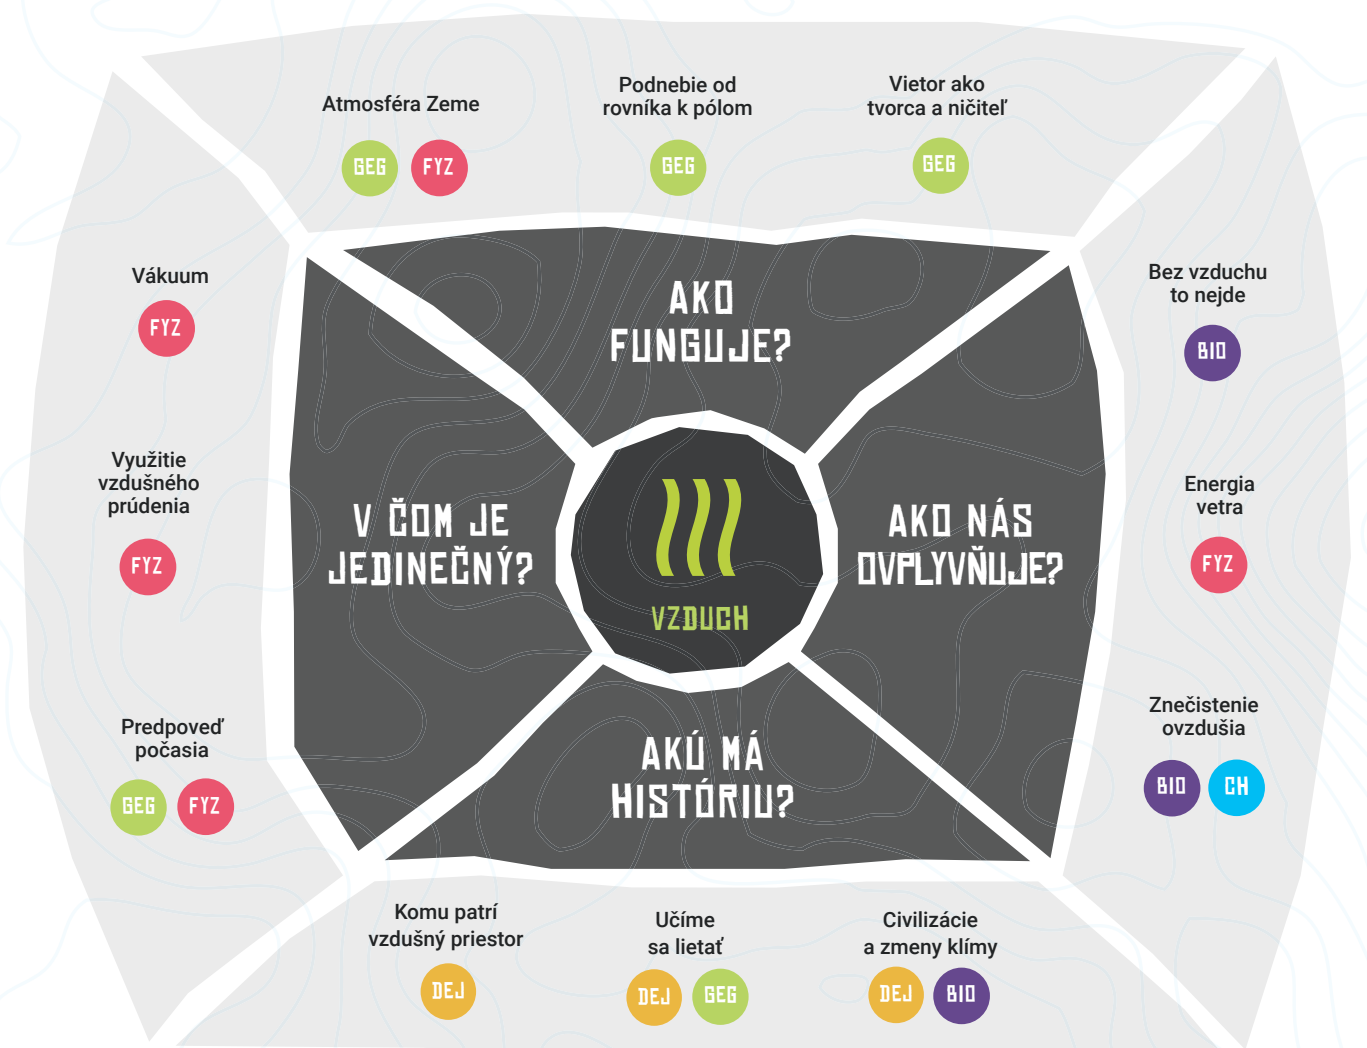 Atmosféra Zeme
GEG FYZ
Podnebie od
rovníka k pólom
GEG
Vietor ako
tvorca a ničiteľ
GEG
AKO
FUNGUJE?
Vákuum
FYZ
Využitie
vzdušného
prúdenia
FYZ
Predpoveď
počasia
GEG FYZ
V ČOM JE
JEDINEČNÝ?
VZDUCH
AKO NÁS
OVPLYVŇUJE?
Bez vzduchu
to nejde
BIO
Energia
vetra
FYZ
Znečistenie
ovzdušia
BIO CH
AKÚ MÁ
HISTÓRIU?
Komu patrí
vzdušný priestor
DEJ
Učíme
sa lietať
DEJ GEG
Civilizácie
a zmeny klímy
DEJ BIO